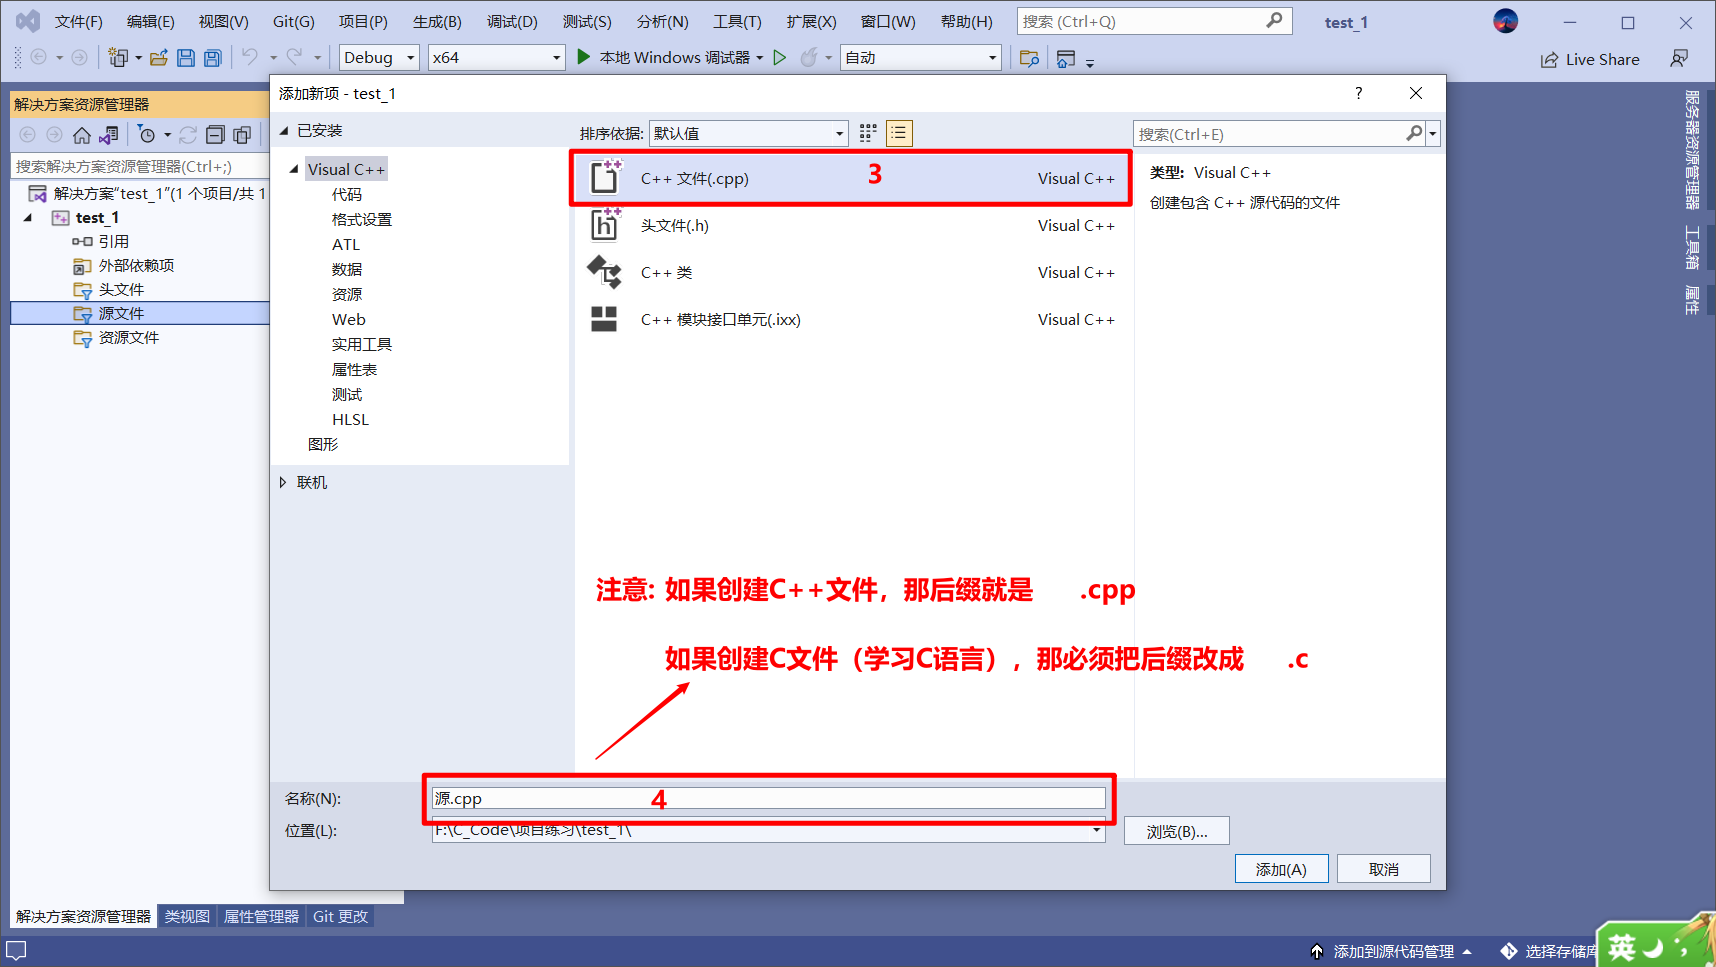 文件(F) 编辑(E) 视图(V) Git(G) 项目(P) 生成(B) 调试(D) 测试(S) 分析(N) 工具(T) 扩展(X) 窗口(W) 帮助(H) 搜索 (Ctrl+Q) test_1
Debug x64 本地 Windows 调试器 自动 Live Share
解决方案资源管理器
搜索解决方案资源管理器(Ctrl+;)
解决方案"test_1"(1 个项目/共 1
test_1
引用
外部依赖项
头文件
源文件
资源文件
添加新项 - test_1 ?
已安装
排序依据: 默认值
搜索(Ctrl+E)
Visual C++
代码
格式设置
ATL
数据
资源
Web
实用工具
属性表
测试
HLSL
图形
联机
C++ 文件(.cpp) 3 Visual C++
头文件(.h) Visual C++
C++ 类 Visual C++
C++ 模块接口单元(.ixx) Visual C++
类型: Visual C++
创建包含 C++ 源代码的文件
注意: 如果创建C++文件，那后缀就是 .cpp
如果创建C文件（学习C语言），那必须把后缀改成 .c
名称(N): 源.cpp 4
位置(L): F:\C_Code\项目练习\test_1\ 浏览(B)...
添加(A) 取消
服务器资源管理器
工具箱
属性
解决方案资源管理器 类视图 属性管理器 Git 更改
添加到源代码管理 选择存储库
英